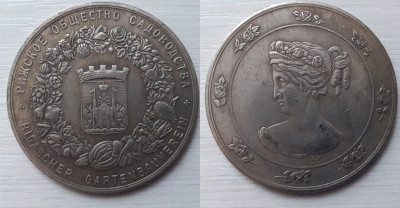 РИЖСКОЕ ОБЩЕСТВО САДОВОДСТВА
RIGASCHER GARTENBAUVEREIN